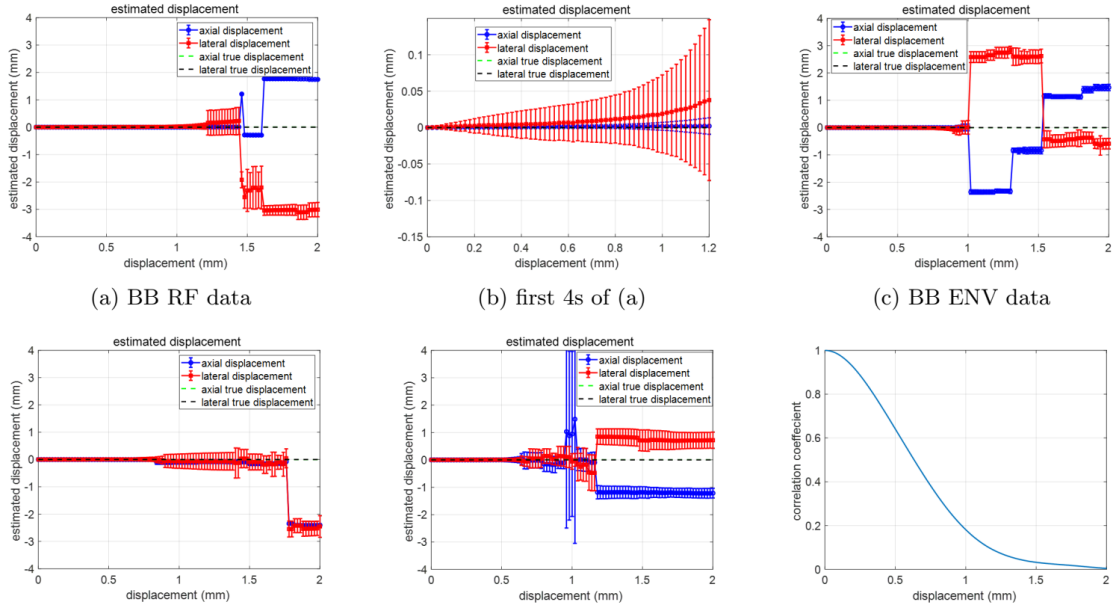 estimated displacement
4
3
2
1
0
-1
-2
-3
-4
estimated displacement (mm)
axial displacement
lateral displacement
axial true displacement
lateral true displacement
0 0.5 1 1.5 2
displacement (mm)
(a) BB RF data
estimated displacement
0.1
0.05
0
-0.05
-0.1
-0.15
estimated displacement (mm)
axial displacement
lateral displacement
axial true displacement
lateral true displacement
0 0.2 0.4 0.6 0.8 1 1.2
displacement (mm)
(b) first 4s of (a)
estimated displacement
4
3
2
1
0
-1
-2
-3
-4
estimated displacement (mm)
axial displacement
lateral displacement
axial true displacement
lateral true displacement
0 0.5 1 1.5 2
displacement (mm)
(c) BB ENV data
estimated displacement
4
3
2
1
0
-1
-2
-3
-4
estimated displacement (mm)
axial displacement
lateral displacement
axial true displacement
lateral true displacement
0 0.5 1 1.5 2
displacement (mm)
estimated displacement
4
3
2
1
0
-1
-2
-3
-4
estimated displacement (mm)
axial displacement
lateral displacement
axial true displacement
lateral true displacement
0 0.5 1 1.5 2
displacement (mm)
1
0.8
0.6
0.4
0.2
0
correlation coeffecient
0 0.5 1 1.5 2
displacement (mm)